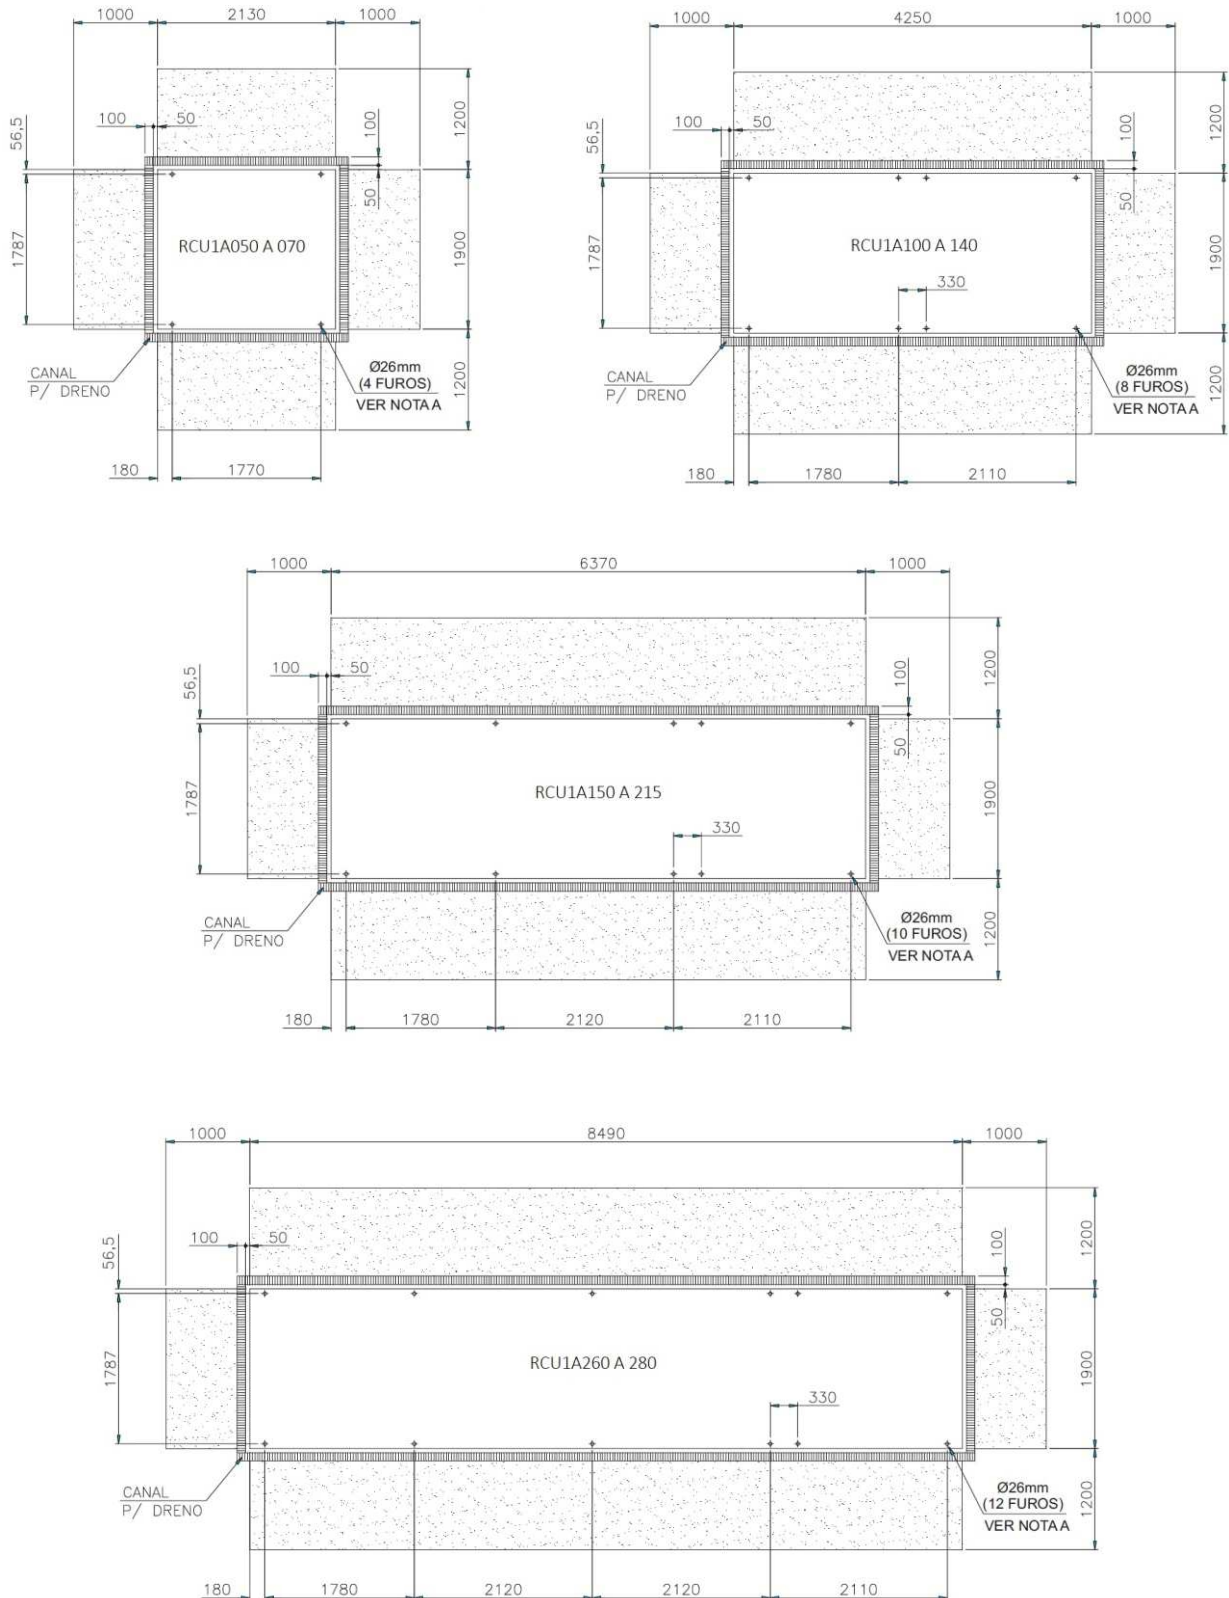 1000 2130 1000
56,5 100 50 100 1200
50
1787 RCU1A050 A 070 1900
CANAL
P/ DRENO
Ø26mm
(4 FUROS)
VER NOTA A
1200
180 1770
1000 4250 1000
56,5 100 50 100 1200
50
1787 RCU1A100 A 140 1900
330
CANAL
P/ DRENO
Ø26mm
(8 FUROS)
VER NOTA A
1200
180 1780 2110
1000 6370 1000
56,5 100 50 100 1200
50
1787 RCU1A150 A 215 1900
330
CANAL
P/ DRENO
Ø26mm
(10 FUROS)
VER NOTA A
1200
180 1780 2120 2110
1000 8490 1000
56,5 100 50 100 1200
50
1787 RCU1A260 A 280 1900
330
CANAL
P/ DRENO
Ø26mm
(12 FUROS)
VER NOTA A
1200
180 1780 2120 2120 2110